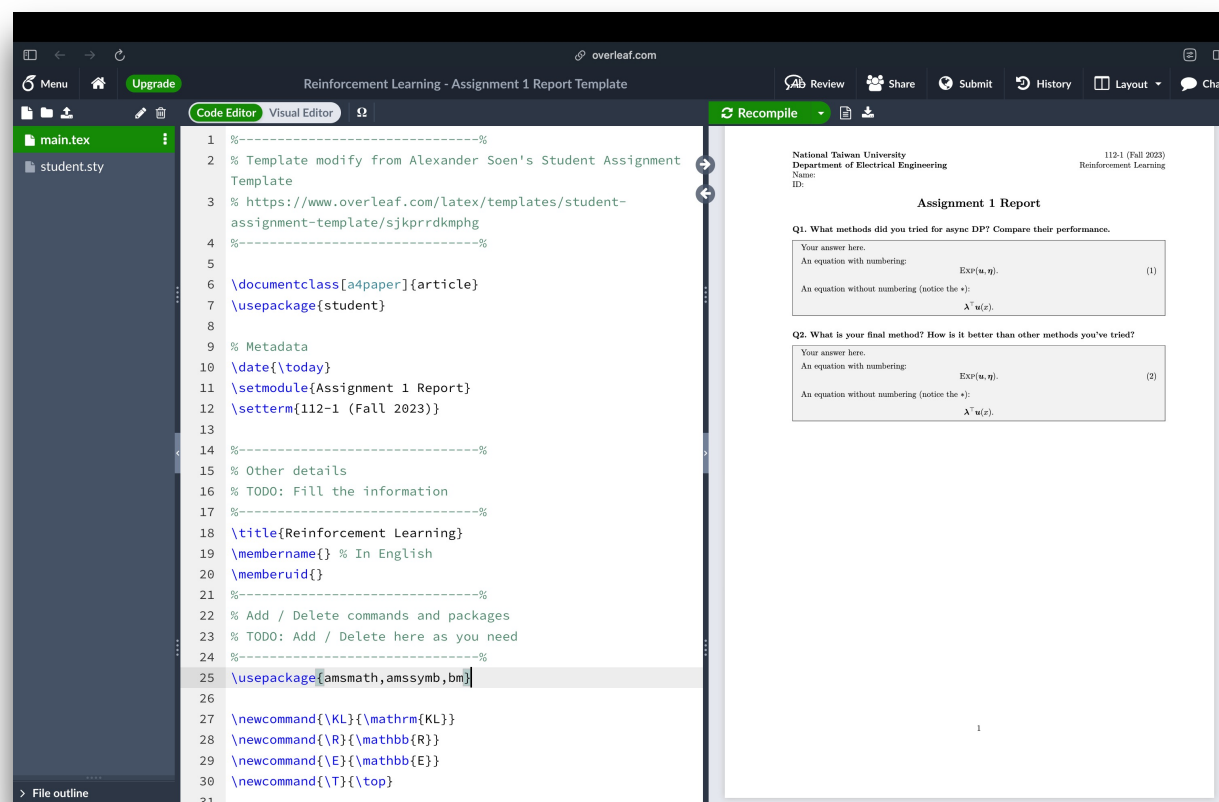 overleaf.com
Menu
Upgrade
Reinforcement Learning - Assignment 1 Report Template
Review
Share
Submit
History
Layout
Code Editor
Visual Editor
Ω
Recompile
main.tex
student.sty
File outline
1 %------------------------------%
2 % Template modify from Alexander Soen's Student Assignment
Template
3 % https://www.overleaf.com/latex/templates/student-
assignment-template/sjkprrdkmphg
4 %------------------------------%
5
6 \documentclass[a4paper]{article}
7 \usepackage{student}
8
9 % Metadata
10 \date{\today}
11 \setmodule{Assignment 1 Report}
12 \setterm{112-1 (Fall 2023)}
13
14 %------------------------------%
15 % Other details
16 % TODO: Fill the information
17 %------------------------------%
18 \title{Reinforcement Learning}
19 \membername{} % In English
20 \memberuid{}
21 %------------------------------%
22 % Add / Delete commands and packages
23 % TODO: Add / Delete here as you need
24 %------------------------------%
25 \usepackage{amsmath,amssymb,bm}
26
27 \newcommand{\KL}{\mathrm{KL}}
28 \newcommand{\R}{\mathbb{R}}
29 \newcommand{\E}{\mathbb{E}}
30 \newcommand{\T}{\top}
31
National Taiwan University 112-1 (Fall 2023)
Department of Electrical Engineering Reinforcement Learning
Name:
ID:
Assignment 1 Report
Q1. What methods did you tried for async DP? Compare their performance.
Your answer here.
An equation with numbering:
EXP(u, η). (1)
An equation without numbering (notice the *):
λ⊤u(x).
Q2. What is your final method? How is it better than other methods you've tried?
Your answer here.
An equation with numbering:
EXP(u, η). (2)
An equation without numbering (notice the *):
λ⊤u(x).
1